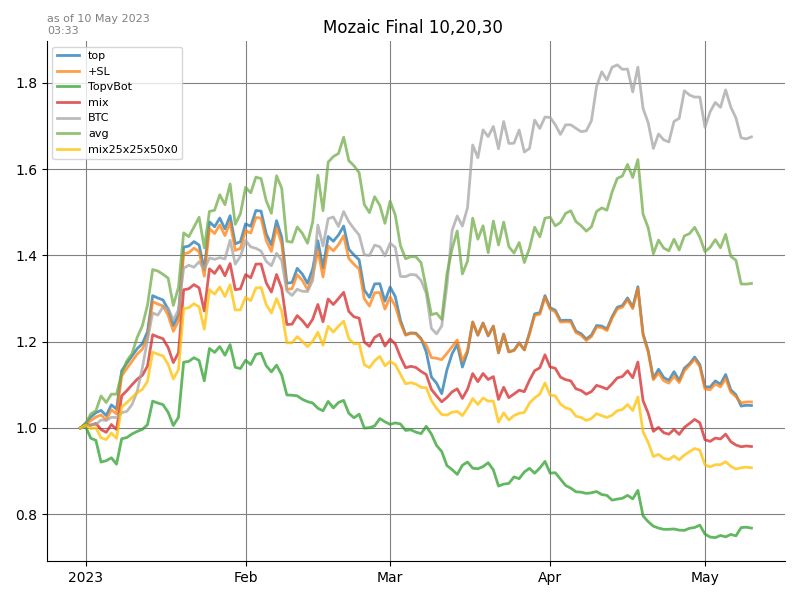 as of 10 May 2023
03:33
Mozaic Final 10,20,30
top
+SL
TopvBot
mix
BTC
avg
mix25x25x50x0
1.8
1.6
1.4
1.2
1.0
0.8
2023 Feb Mar Apr May